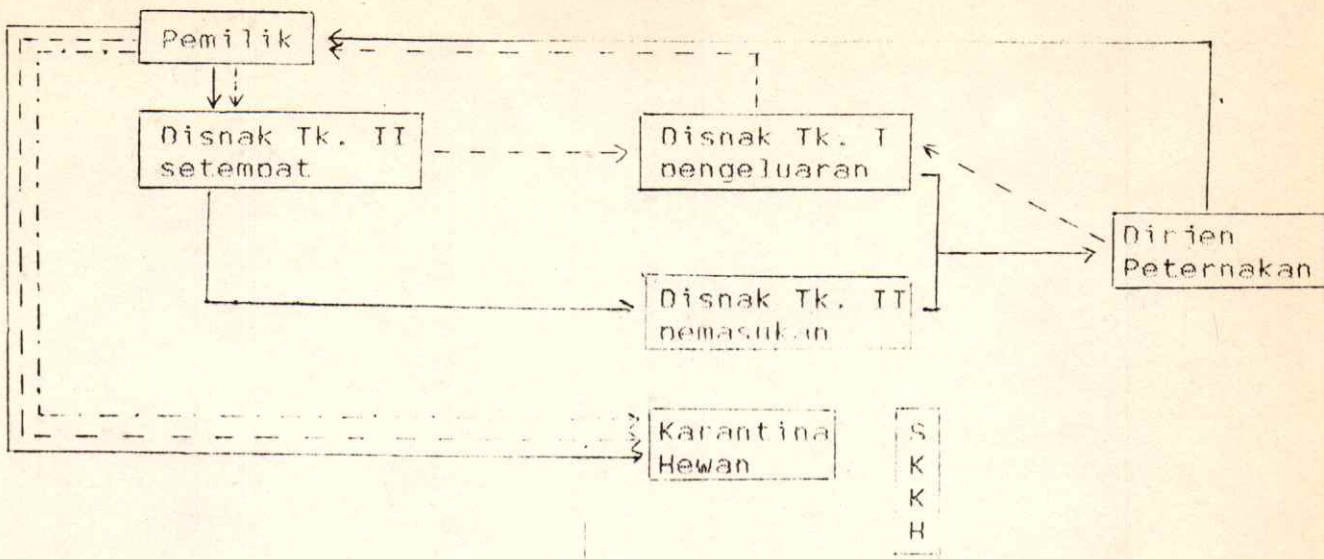 Pemilik
Disnak Tk. II
setempat
Disnak Tk. I
pengeluaran
Dirjen
Peternakan
Disnak Tk. II
pemasukan
Karantina
Hewan
S
K
K
H